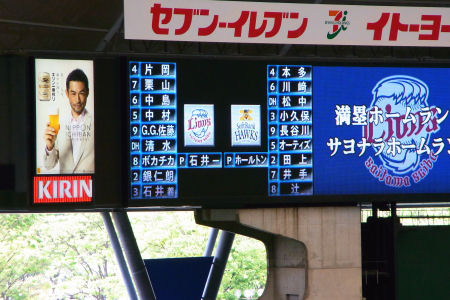 セブン-イレブン
イトーヨー
ICHIBAN SHIBORI
KIRIN
4 片岡
7 栗山
6 中島
5 中村
9 G.G.佐藤
DH 清水
8 ボカチカ
2 銀仁朗
3 石井義
P 石井一
Lions
HAWKS
P ホールトン
4 本多
6 川崎
DH 松中
3 小久保
9 長谷川
5 オーティズ
2 田上
7 井手
8 辻
満塁ホームラン
サヨナラホームラン